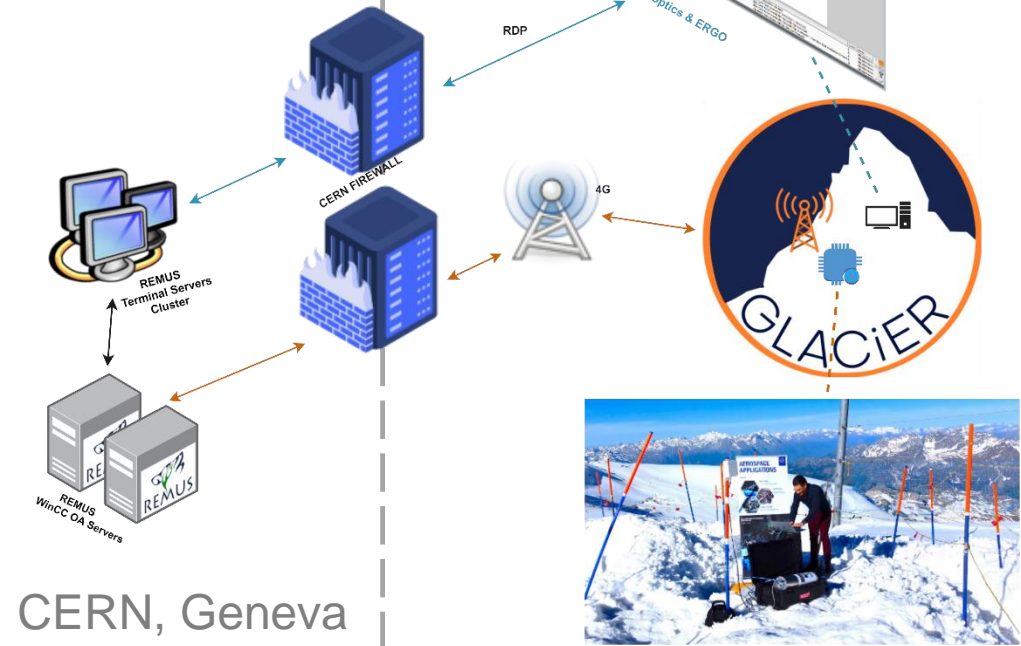 optics & ERGO
RDP
CERN FIREWALL
4G
REMUS
Terminal Servers
Cluster
GLACiER
REMUS
REMUS
WinCC OA Servers
AEROSPACE
APPLICATIONS
CERN, Geneva